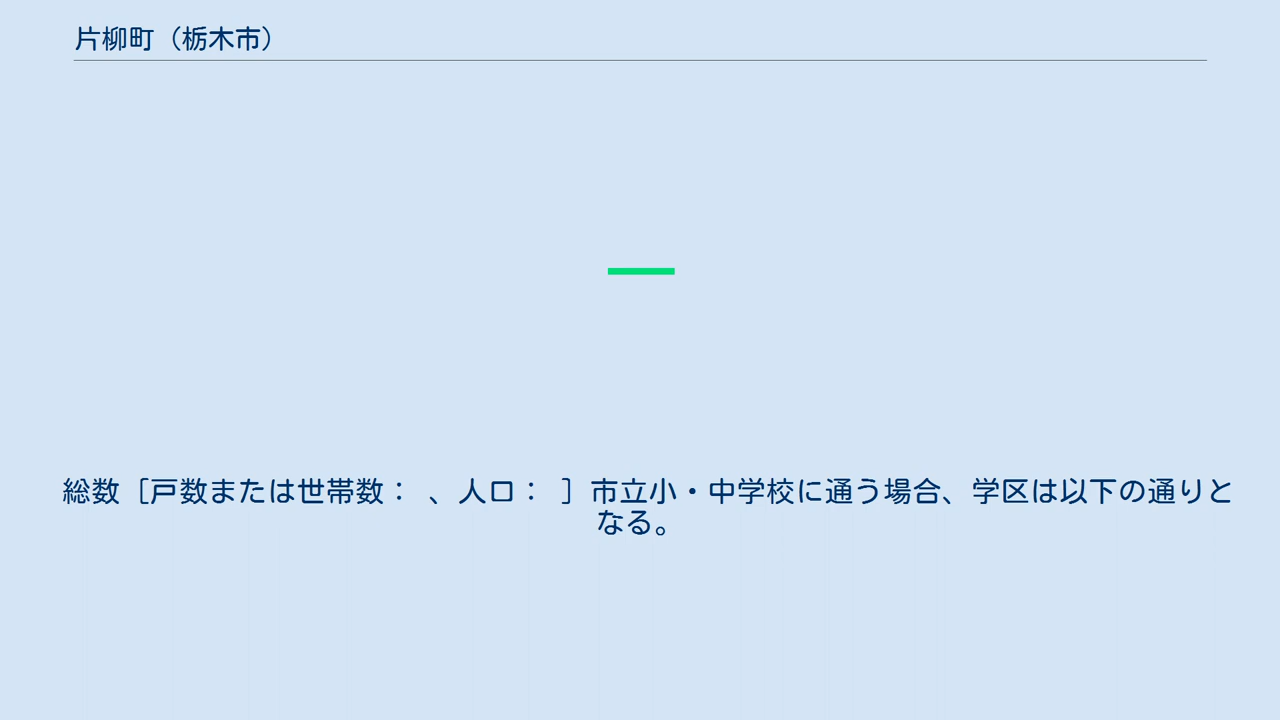 片柳町（栃木市）
総数［戸数または世帯数：　、人口：　］市立小・中学校に通う場合、学区は以下の通りと
なる。